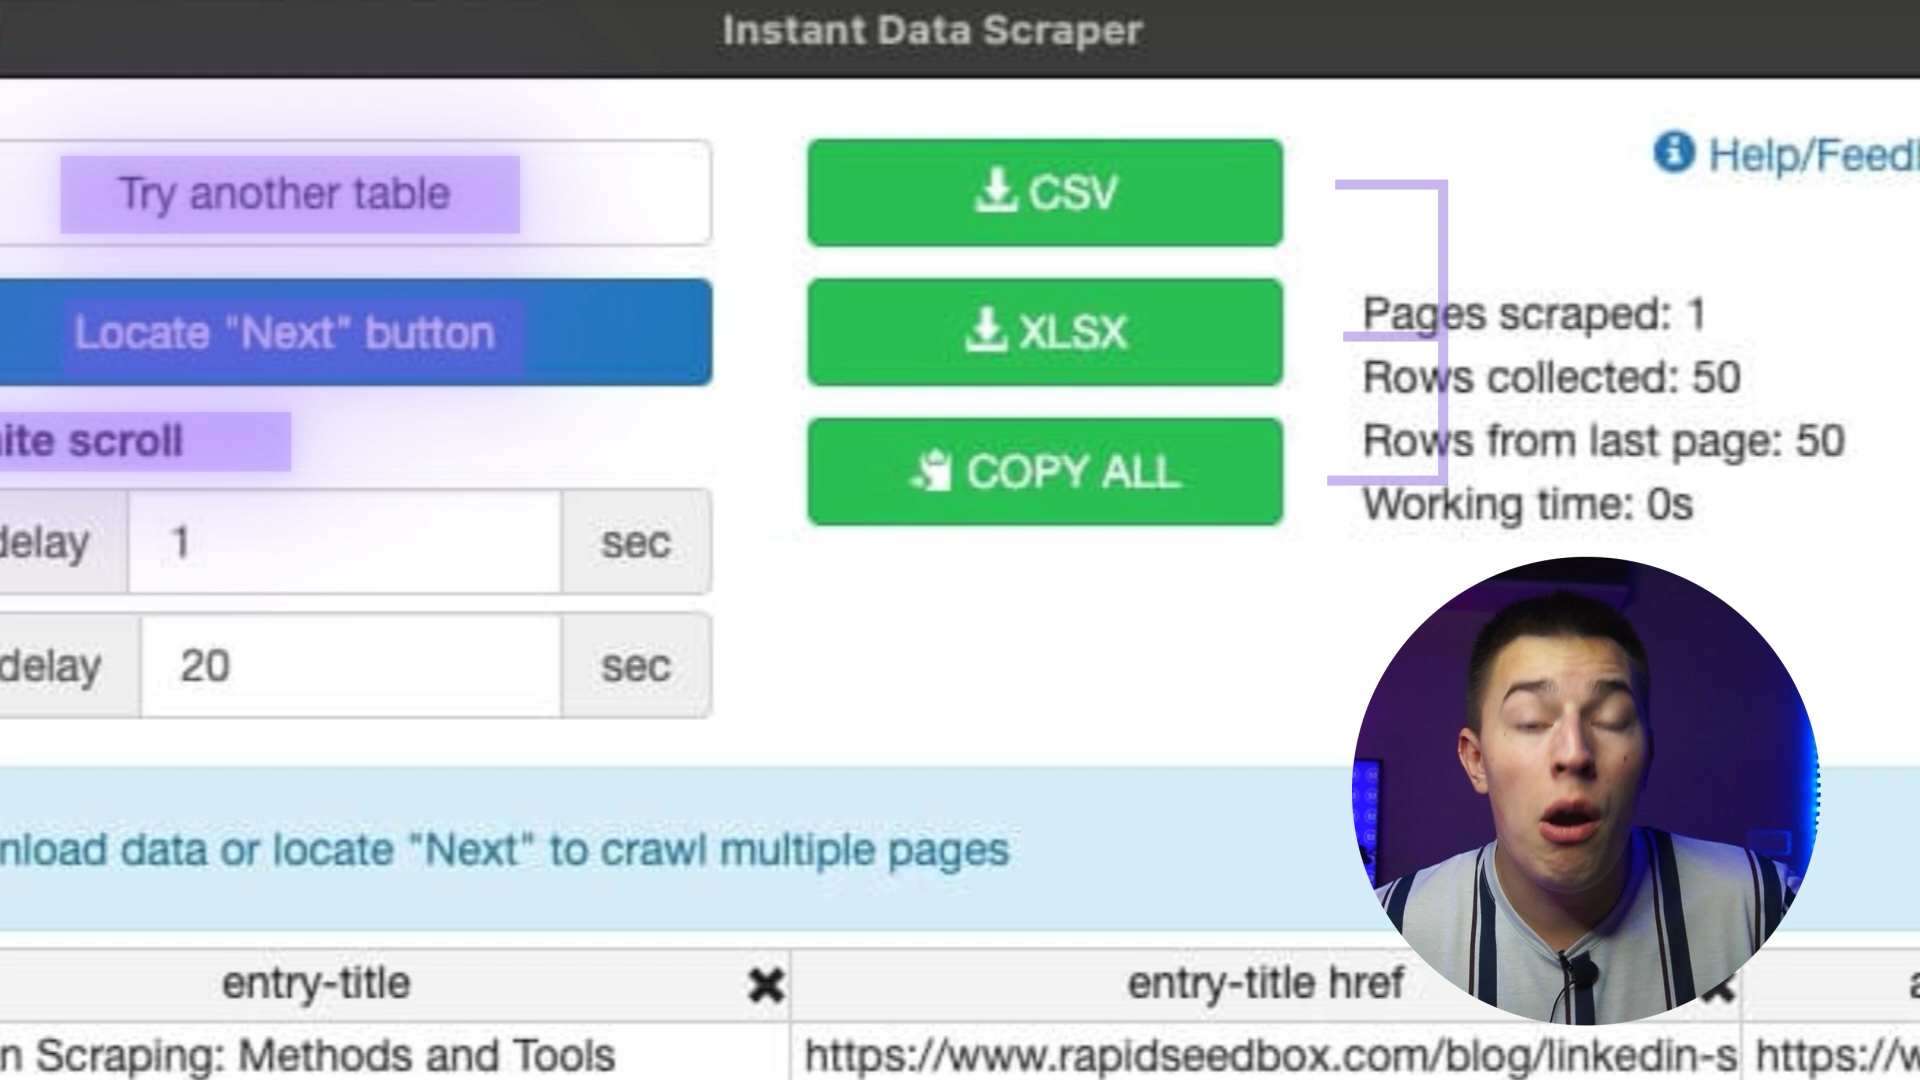 Instant Data Scraper
Try another table
CSV
Help/Feed
Locate "Next" button
XLSX
Pages scraped: 1
Rows collected: 50
ite scroll
COPY ALL
Rows from last page: 50
Working time: 0s
delay 1 sec
delay 20 sec
nload data or locate "Next" to crawl multiple pages
entry-title
entry-title href
n Scraping: Methods and Tools
https://www.rapidseedbox.com/blog/linkedin-s
https://w